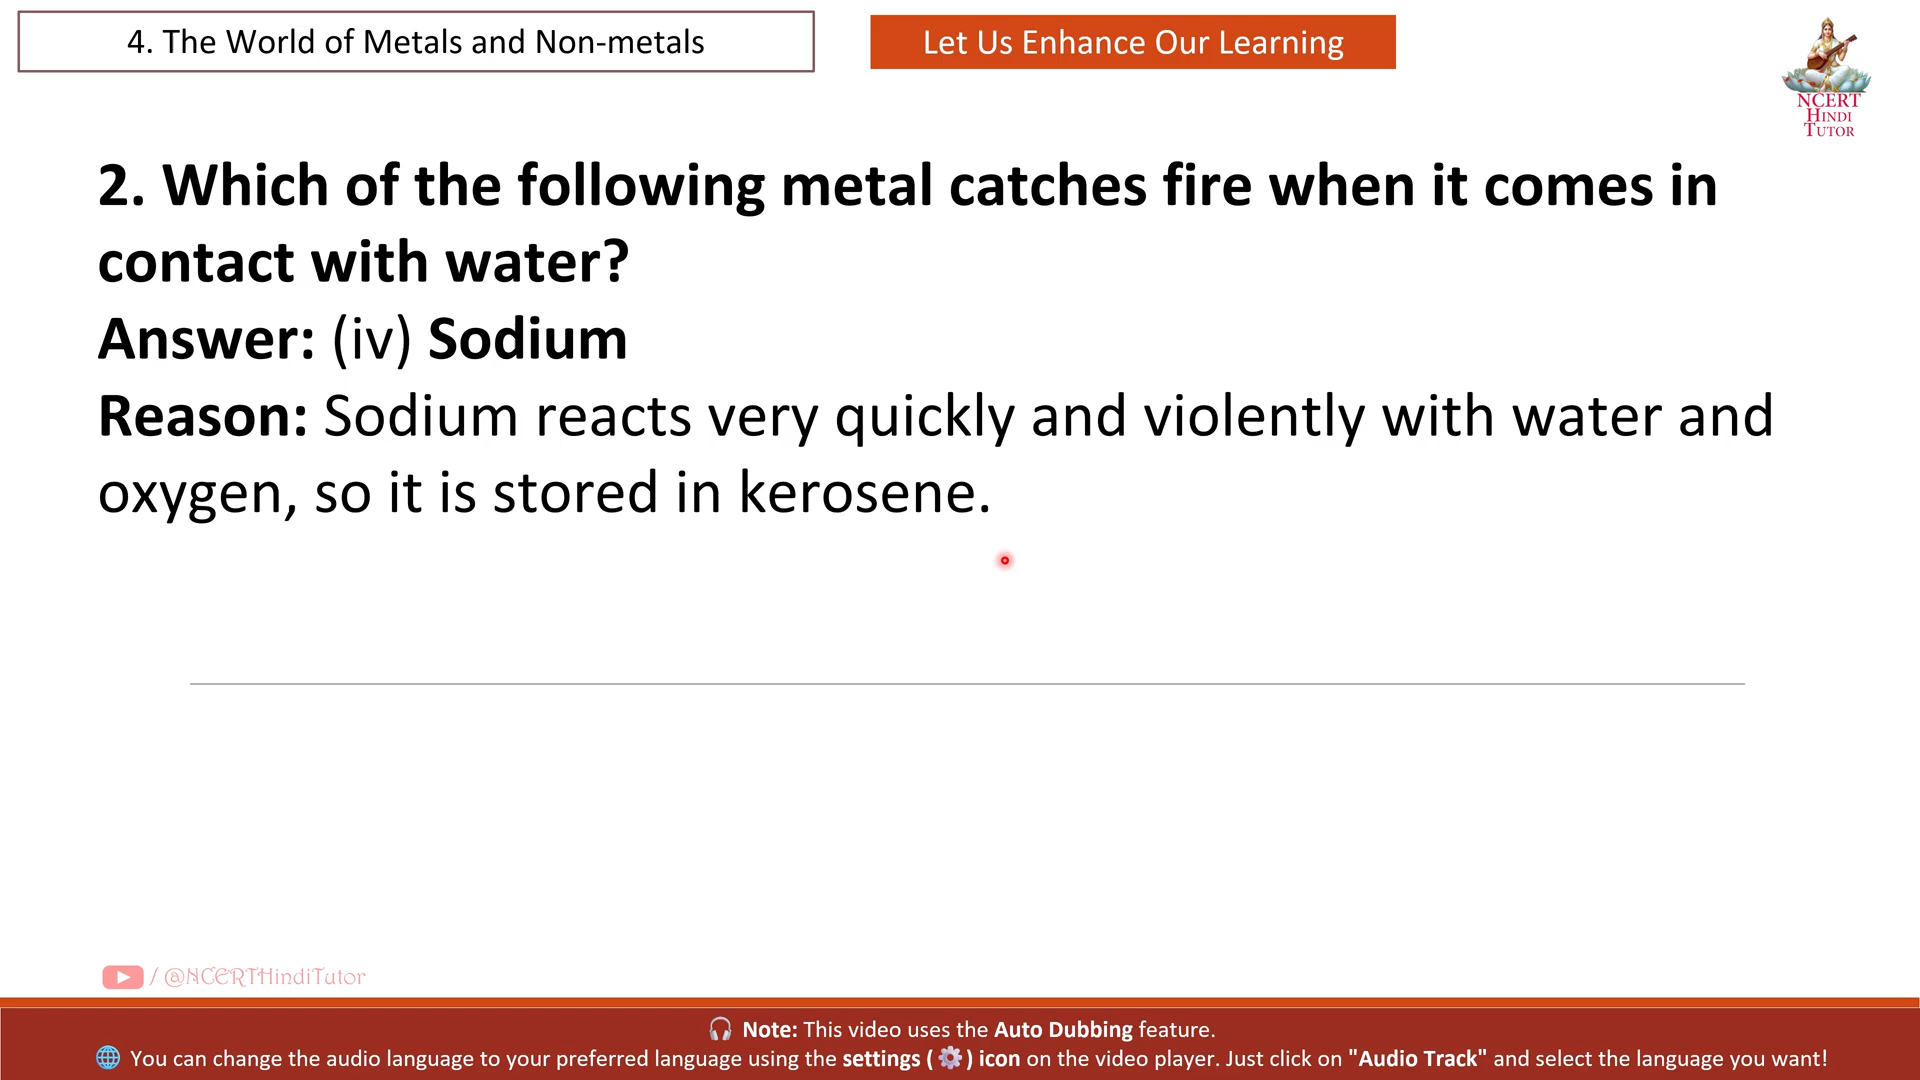 4. The World of Metals and Non-metals
Let Us Enhance Our Learning
NCERT
HINDI
TUTOR
2. Which of the following metal catches fire when it comes in
contact with water?
Answer: (iv) Sodium
Reason: Sodium reacts very quickly and violently with water and
oxygen, so it is stored in kerosene.
/ @NCERTHindiTutor
Note: This video uses the Auto Dubbing feature.
You can change the audio language to your preferred language using the settings ( ⚙️ ) icon on the video player. Just click on "Audio Track" and select the language you want!